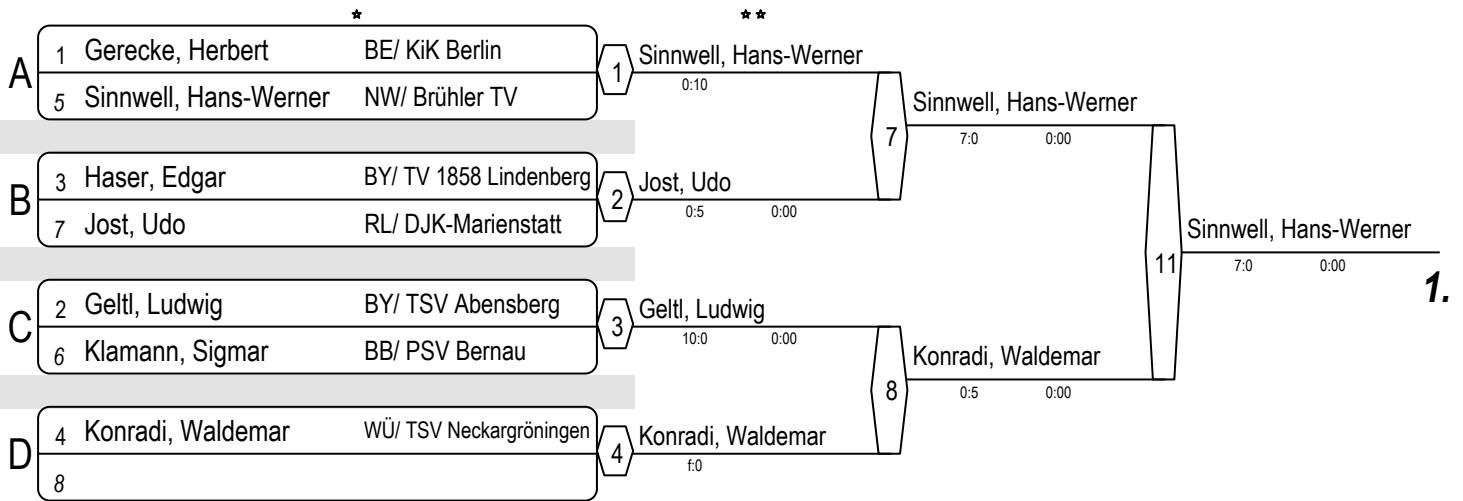 * **
A
1 Gerecke, Herbert BE/ KiK Berlin
5 Sinnwell, Hans-Werner NW/ Brühler TV
1
Sinnwell, Hans-Werner
0:10
B
3 Haser, Edgar BY/ TV 1858 Lindenberg
7 Jost, Udo RL/ DJK-Marienstatt
2
Jost, Udo
0:5 0:00
7
Sinnwell, Hans-Werner
7:0 0:00
C
2 Geltl, Ludwig BY/ TSV Abensberg
6 Klamann, Sigmar BB/ PSV Bernau
3
Geltl, Ludwig
10:0 0:00
D
4 Konradi, Waldemar WÜ/ TSV Neckargröningen
8
4
Konradi, Waldemar
f:0
8
Konradi, Waldemar
0:5 0:00
11
Sinnwell, Hans-Werner
7:0 0:00
1.